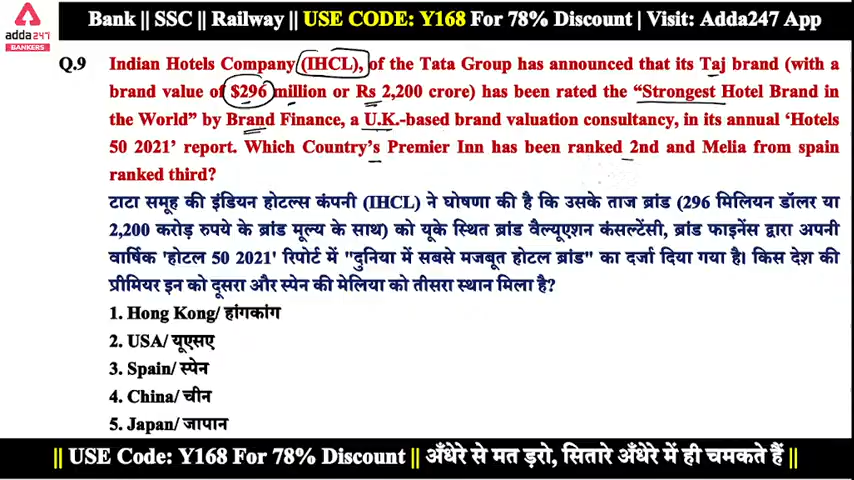 Bank || SSC || Railway || USE CODE: Y168 For 78% Discount | Visit: Adda247 App
adda247
BANKERS
Q.9 Indian Hotels Company (IHCL), of the Tata Group has announced that its Taj brand (with a
brand value of $296 million or Rs 2,200 crore) has been rated the “Strongest Hotel Brand in
the World” by Brand Finance, a U.K.-based brand valuation consultancy, in its annual ‘Hotels
50 2021’ report. Which Country’s Premier Inn has been ranked 2nd and Melia from spain
ranked third?
टाटा समूह की इंडियन होटल्स कंपनी (IHCL) ने घोषणा की है कि उसके ताज ब्रांड (296 मिलियन डॉलर या
2,200 करोड़ रुपये के ब्रांड मूल्य के साथ) को यूके स्थित ब्रांड वैल्यूएशन कंसल्टेंसी, ब्रांड फाइनेंस द्वारा अपनी
वार्षिक 'होटल 50 2021' रिपोर्ट में "दुनिया में सबसे मजबूत होटल ब्रांड" का दर्जा दिया गया है। किस देश की
प्रीमियर इन को दूसरा और स्पेन की मेलिया को तीसरा स्थान मिला है?
1. Hong Kong/ हांगकांग
2. USA/ यूएसए
3. Spain/ स्पेन
4. China/ चीन
5. Japan/ जापान
|| USE Code: Y168 For 78% Discount || अँधेरे से मत ड़रो, सितारे अँधेरे में ही चमकते हैं ||